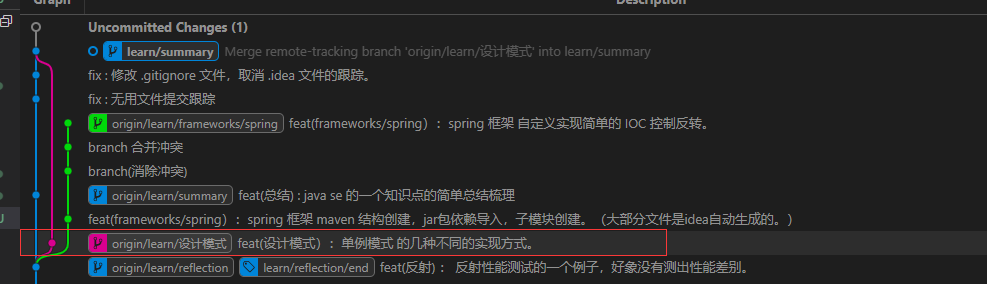 Graph Description
Uncommitted Changes (1)
learn/summary Merge remote-tracking branch 'origin/learn/设计模式' into learn/summary
fix : 修改 .gitignore 文件，取消 .idea 文件的跟踪。
fix : 无用文件提交跟踪
origin/learn/frameworks/spring feat(frameworks/spring) ： spring 框架 自定义实现简单的 IOC 控制反转。
branch 合并冲突
branch(消除冲突)
origin/learn/summary feat(总结) : java se 的一个知识点的简单总结梳理
feat(frameworks/spring) ： spring 框架 maven 结构创建，jar包依赖导入，子模块创建。（大部分文件是idea自动生成的。）
origin/learn/设计模式 feat(设计模式) ： 单例模式 的几种不同的实现方式。
origin/learn/reflection learn/reflection/end feat(反射) ： 反射性能测试的一个例子，好象没有测出性能差别。
U